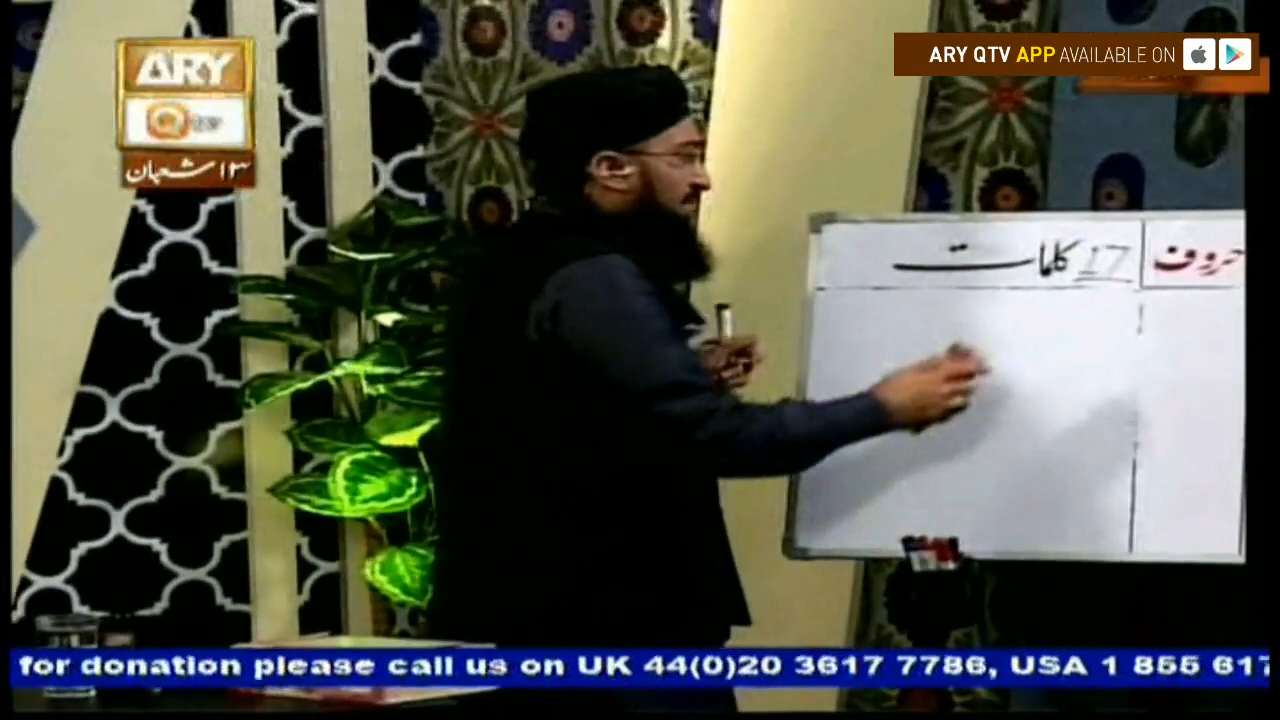 ARY
Q
۱۳ شعبان
ARY QTV APP AVAILABLE ON
17 کلمات
حروف
for donation please call us on UK 44(0)20 3617 7786, USA 1 855 617